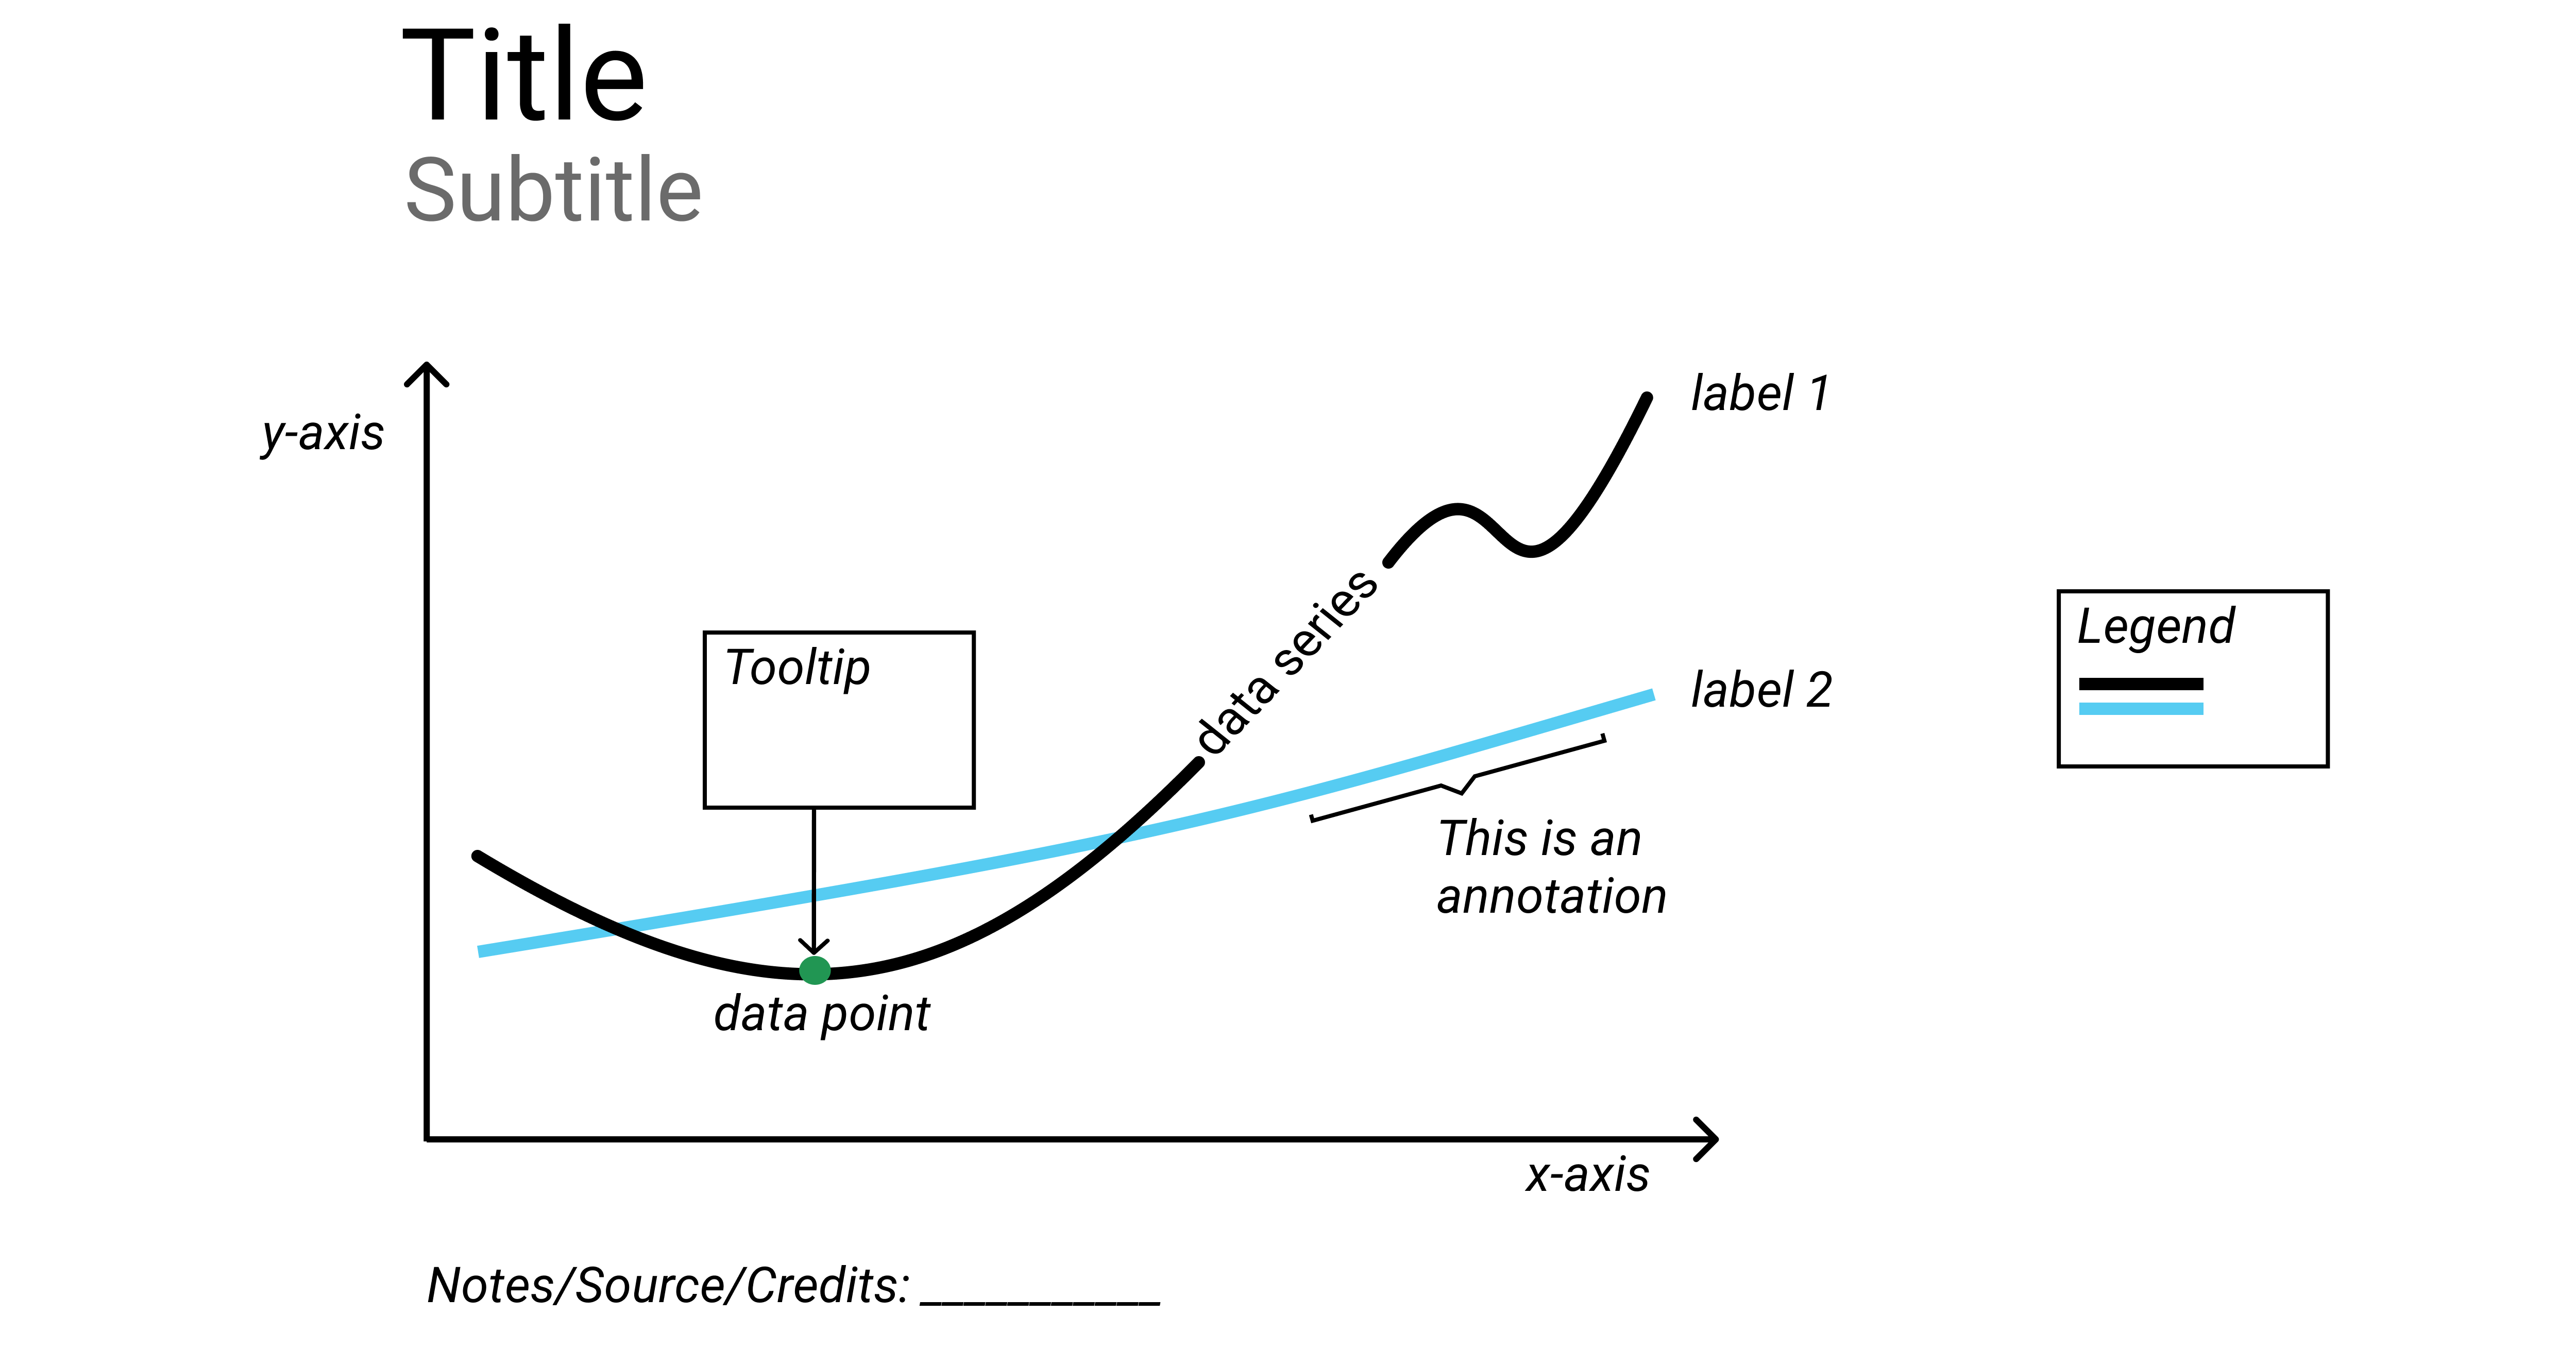 Title
Subtitle
y-axis
label 1
data series
Legend
Tooltip
label 2
This is an
annotation
data point
x-axis
Notes/Source/Credits: __________